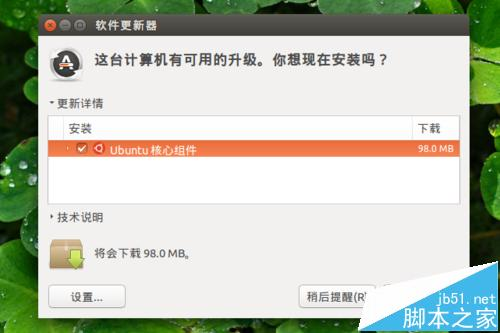 软件更新器
这台计算机有可用的升级。你想现在安装吗？
更新详情
安装 下载
Ubuntu 核心组件 98.0 MB
技术说明
将会下载 98.0 MB。
设置... 稍后提醒(R)
jb51.net
脚本之家